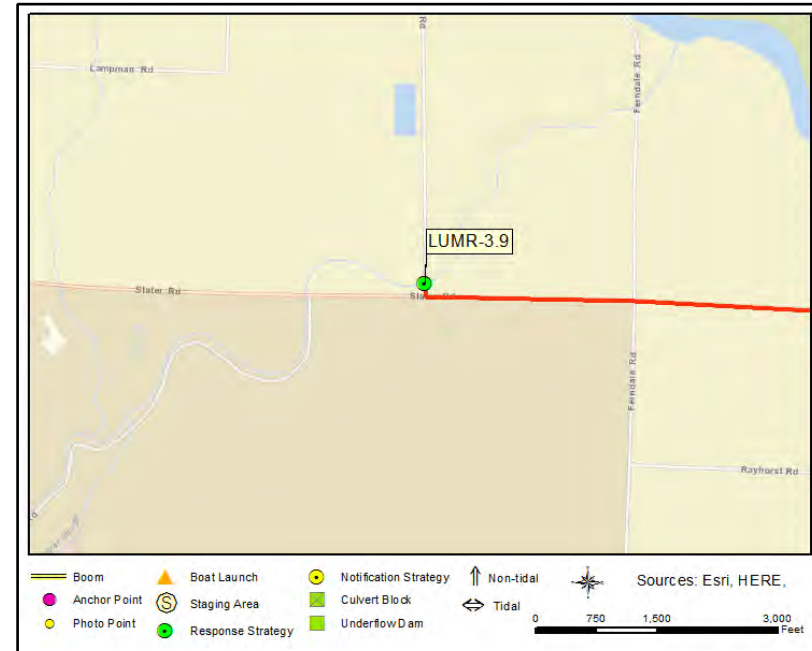 Rd
Lampman Rd
Ferndale Rd
LUMR-3.9
Slater Rd
Ferndale Rd
Rayhorst Rd
Rd
Boom
Boat Launch
Notification Strategy
Non-tidal
Sources: Esri, HERE,
Anchor Point
S
Staging Area
Culvert Block
Tidal
Photo Point
Response Strategy
Underflow Dam
0 750 1,500 3,000
Feet